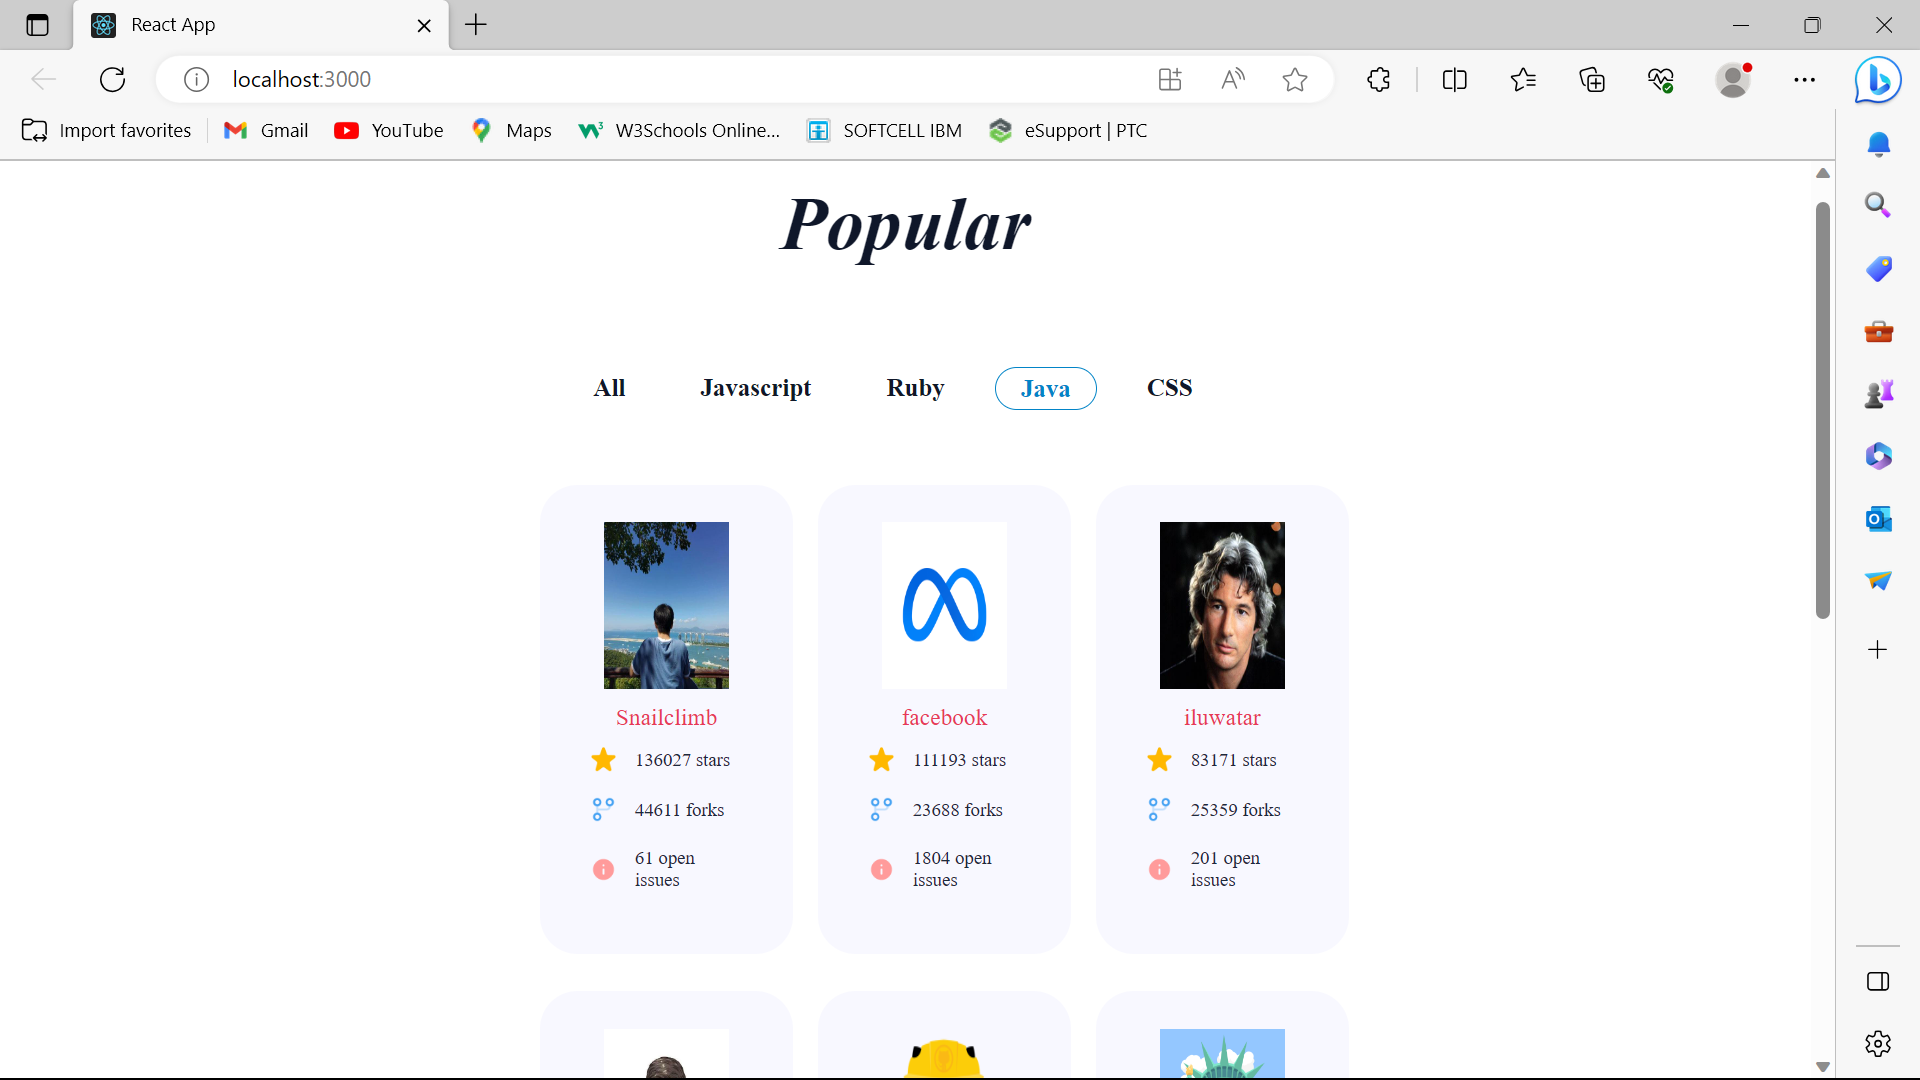 React App
localhost:3000
Import favorites
Gmail
YouTube
Maps
W3Schools Online...
SOFTCELL IBM
eSupport | PTC
Popular
All
Javascript
Ruby
Java
CSS
Snailclimb
136027 stars
44611 forks
61 open
issues
facebook
111193 stars
23688 forks
1804 open
issues
iluwatar
83171 stars
25359 forks
201 open
issues